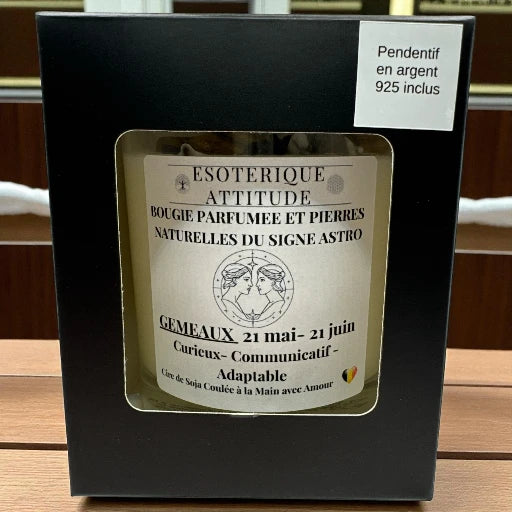 Pendentif
en argent
925 inclus
ESOTERIQUE
ATTITUDE
BOUGIE PARFUMEE ET PIERRES
NATURELLES DU SIGNE ASTRO
GEMEAUX 21 mai- 21 juin
Curieux- Communicatif -
Adaptable
Cire de Soja Coulée à la Main avec Amour